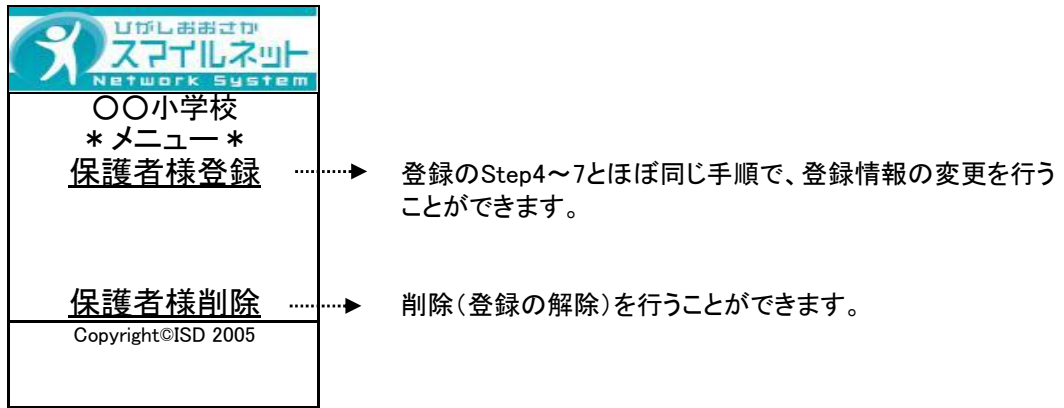 ひがしおおさか
スマイルネット
Network System
〇〇小学校
＊メニュー＊
保護者様登録
登録のStep4～7とほぼ同じ手順で、登録情報の変更を行う
ことができます。
保護者様削除
削除（登録の解除）を行うことができます。
Copyright©ISD 2005